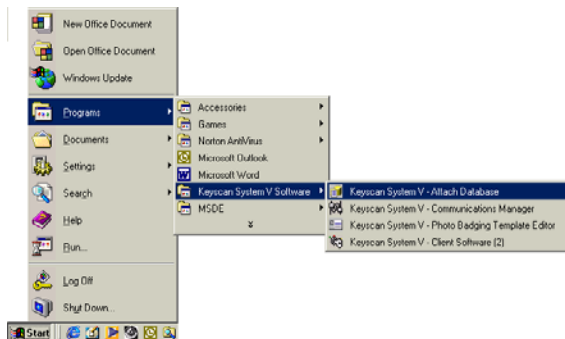 New Office Document
Open Office Document
Windows Update
Programs
Documents
Settings
Search
Help
Run...
Log Off
Shut Down...
Start
Accessories
Games
Norton AntiVirus
Microsoft Outlook
Microsoft Word
Keyscan System V Software
MSDE
Keyscan System V - Attach Database
Keyscan System V - Communications Manager
Keyscan System V - Photo Badging Template Editor
Keyscan System V - Client Software (2)